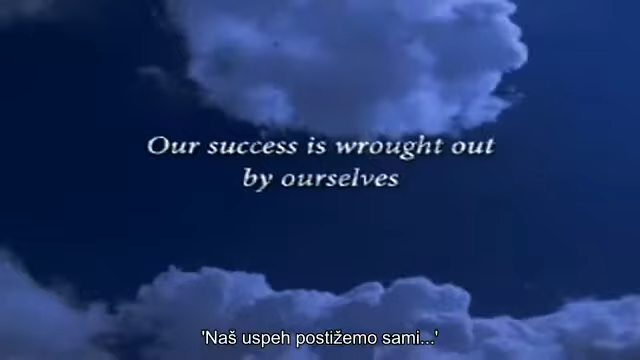 Our success is wrought out
by ourselves
'Naš uspeh postižemo sami...'